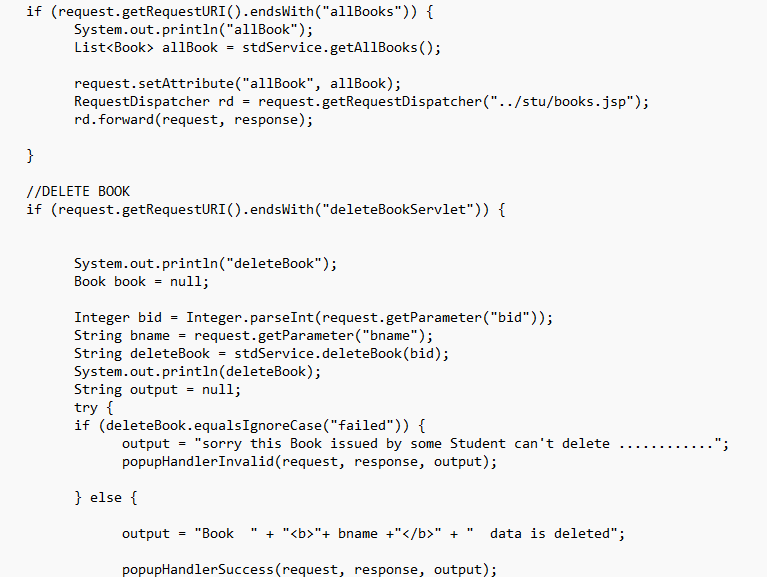 if (request.getRequestURI().endsWith("allBooks")) {
System.out.println("allBook");
List<Book> allBook = stdService.getAllBooks();
request.setAttribute("allBook", allBook);
RequestDispatcher rd = request.getRequestDispatcher("../stu/books.jsp");
rd.forward(request, response);
}
//DELETE BOOK
if (request.getRequestURI().endsWith("deleteBookServlet")) {
System.out.println("deleteBook");
Book book = null;
Integer bid = Integer.parseInt(request.getParameter("bid"));
String bname = request.getParameter("bname");
String deleteBook = stdService.deleteBook(bid);
System.out.println(deleteBook);
String output = null;
try {
if (deleteBook.equalsIgnoreCase("failed")) {
output = "sorry this Book issued by some Student can't delete ............";
popupHandlerInvalid(request, response, output);
} else {
output = "Book  " + "<b>"+ bname +"</b>" + "  data is deleted";
popupHandlerSuccess(request, response, output);